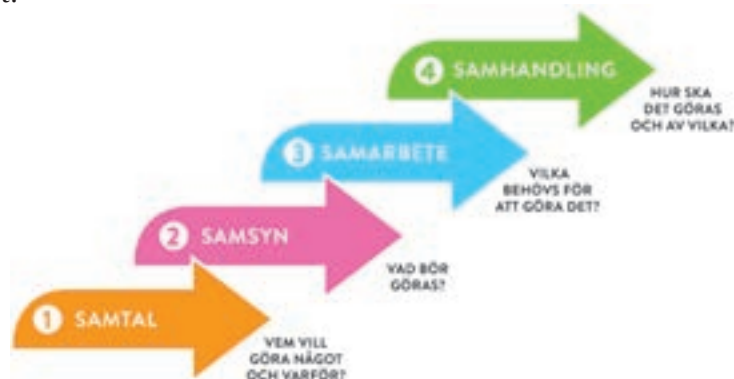 4 SAMHANDLING
HUR SKA
DET GÖRAS
OCH AV VILKA?
3 SAMARBETE
VILKA
BEHÖVS FÖR
ATT GÖRA DET?
2 SAMSYN
VAD BÖR
GÖRAS?
1 SAMTAL
VEM VILL
GÖRA NÅGOT
OCH VARFÖR?